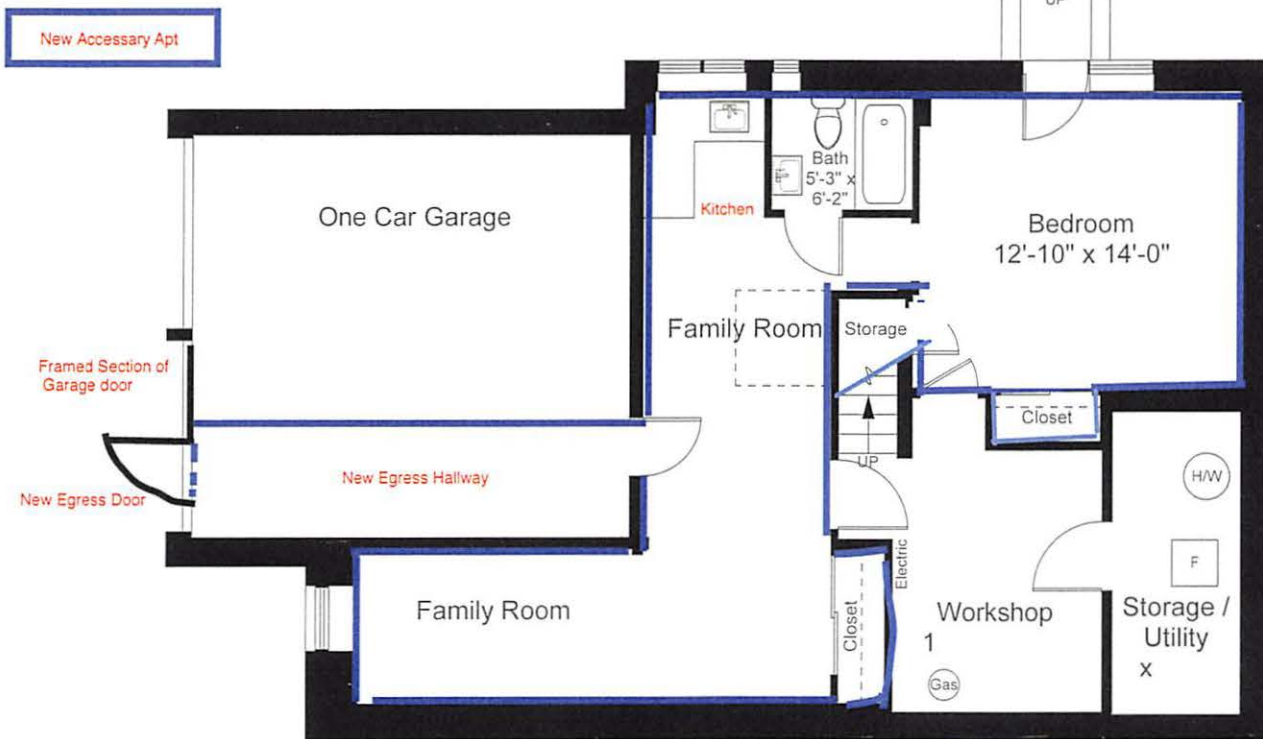 UP
New Accessary Apt
One Car Garage
Bath
5'-3" x
6'-2"
Kitchen
Bedroom
12'-10" x 14'-0"
Family Room
Storage
Framed Section of
Garage door
Closet
UP
New Egress Hallway
New Egress Door
H/W
Electric
F
Family Room
Closet
Workshop
1
Storage /
Utility
x
Gas